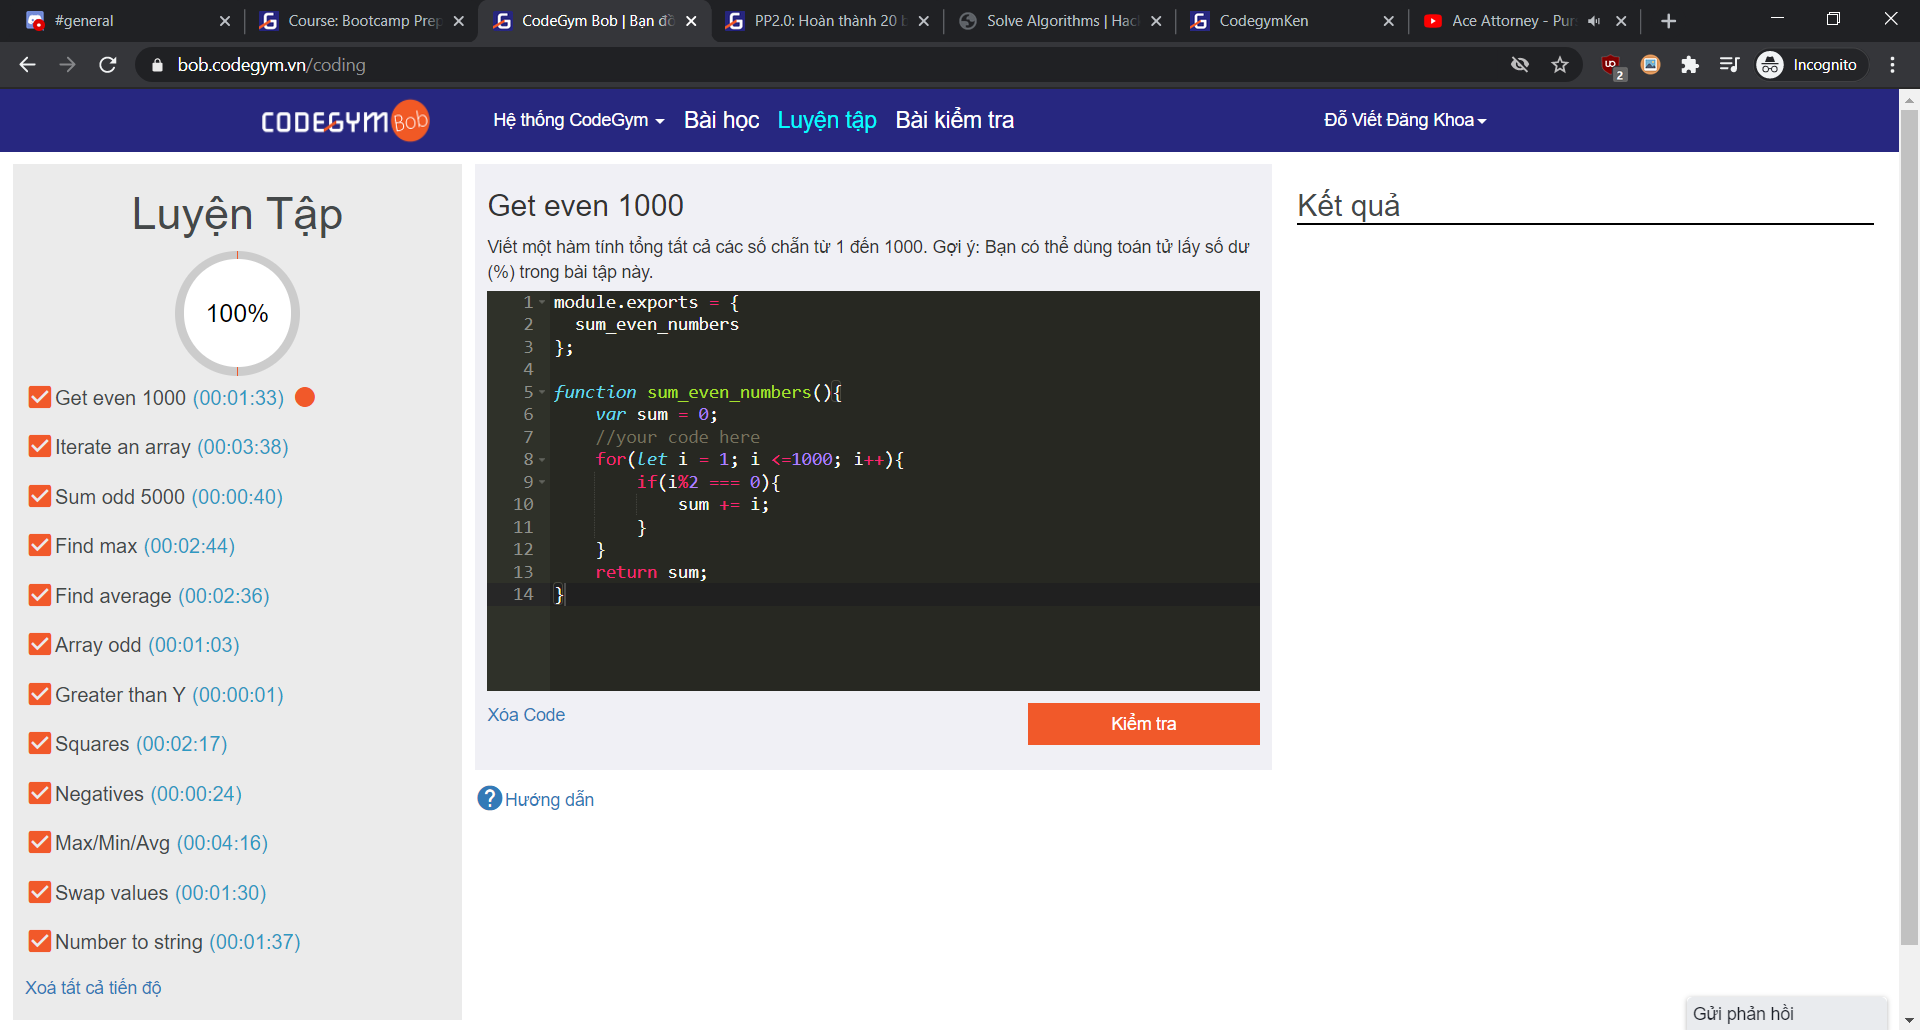 #general
Course: Bootcamp Prep
CodeGym Bob | Bạn đồ
PP2.0: Hoàn thành 20 b
Solve Algorithms | Hac
CodegymKen
Ace Attorney - Pur
bob.codegym.vn/coding
2
Incognito
CODEGYM Bob
Hệ thống CodeGym
Bài học
Luyện tập
Bài kiểm tra
Đỗ Viết Đăng Khoa
Luyện Tập
100%
Get even 1000 (00:01:33)
Iterate an array (00:03:38)
Sum odd 5000 (00:00:40)
Find max (00:02:44)
Find average (00:02:36)
Array odd (00:01:03)
Greater than Y (00:00:01)
Squares (00:02:17)
Negatives (00:00:24)
Max/Min/Avg (00:04:16)
Swap values (00:01:30)
Number to string (00:01:37)
Xoá tất cả tiến độ
Get even 1000
Viết một hàm tính tổng tất cả các số chẵn từ 1 đến 1000. Gợi ý: Bạn có thể dùng toán tử lấy số dư
(%) trong bài tập này.
1 module.exports = {
2 sum_even_numbers
3 };
4
5 function sum_even_numbers(){
6 var sum = 0;
7 //your code here
8 for(let i = 1; i <=1000; i++){
9 if(i%2 === 0){
10 sum += i;
11 }
12 }
13 return sum;
14 }
Xóa Code
Kiểm tra
Hướng dẫn
Kết quả
Gửi phản hồi